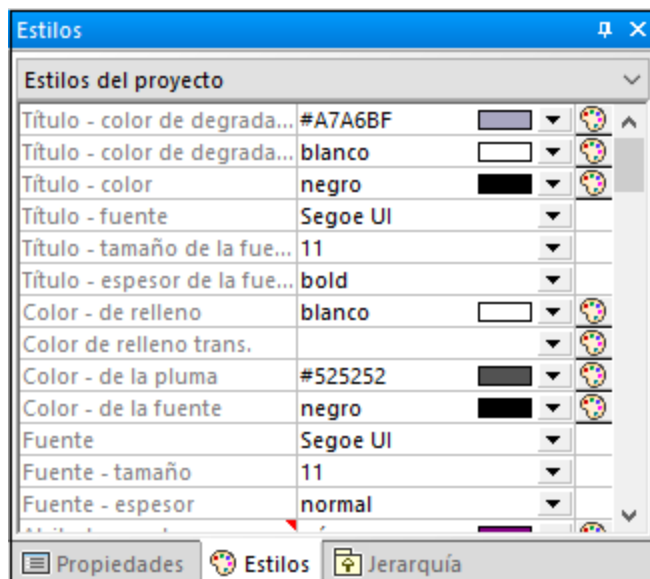 Estilos
Estilos del proyecto
Título - color de degrada... #A7A6BF
Título - color de degrada... blanco
Título - color negro
Título - fuente Segoe UI
Título - tamaño de la fue... 11
Título - espesor de la fue... bold
Color - de relleno blanco
Color de relleno trans.
Color - de la pluma #525252
Color - de la fuente negro
Fuente Segoe UI
Fuente - tamaño 11
Fuente - espesor normal
Propiedades Estilos Jerarquía